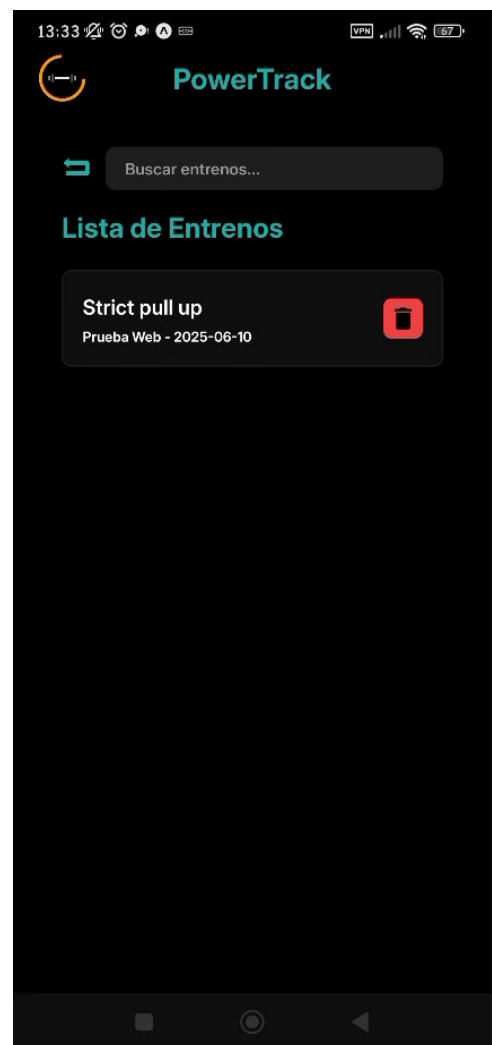 13:33 VPN 67
PowerTrack
Buscar entrenos...
Lista de Entrenos
Strict pull up
Prueba Web - 2025-06-10